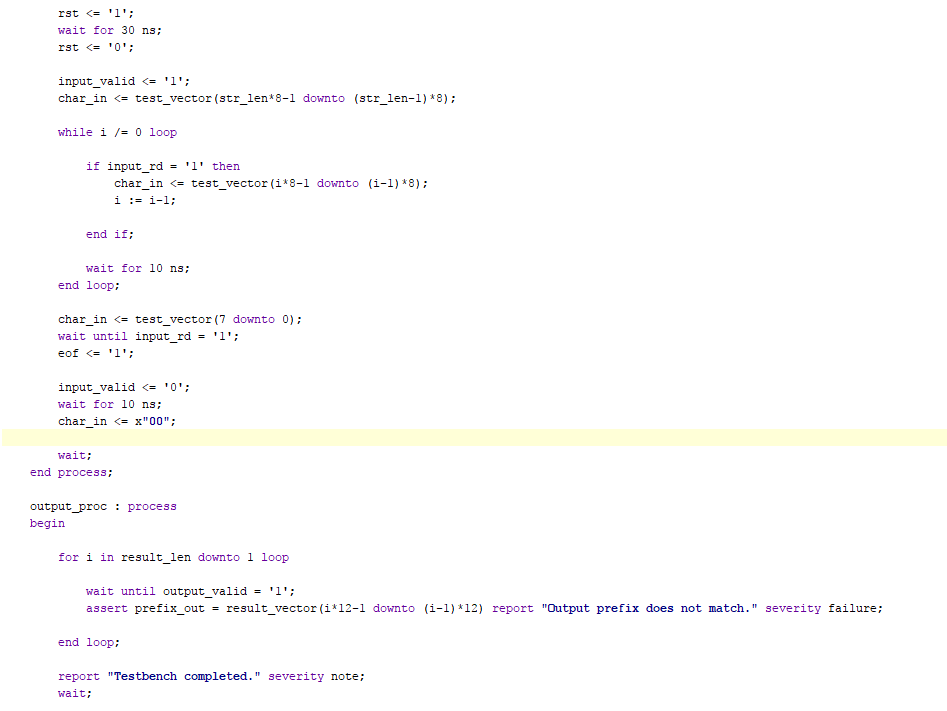 rst <= '1';
wait for 30 ns;
rst <= '0';
input_valid <= '1';
char_in <= test_vector(str_len*8-1 downto (str_len-1)*8);
while i /= 0 loop
if input_rd = '1' then
char_in <= test_vector(i*8-1 downto (i-1)*8);
i := i-1;
end if;
wait for 10 ns;
end loop;
char_in <= test_vector(7 downto 0);
wait until input_rd = '1';
eof <= '1';
input_valid <= '0';
wait for 10 ns;
char_in <= x"00";
wait;
end process;
output_proc : process
begin
for i in result_len downto 1 loop
wait until output_valid = '1';
assert prefix_out = result_vector(i*12-1 downto (i-1)*12) report "Output prefix does not match." severity failure;
end loop;
report "Testbench completed." severity note;
wait;